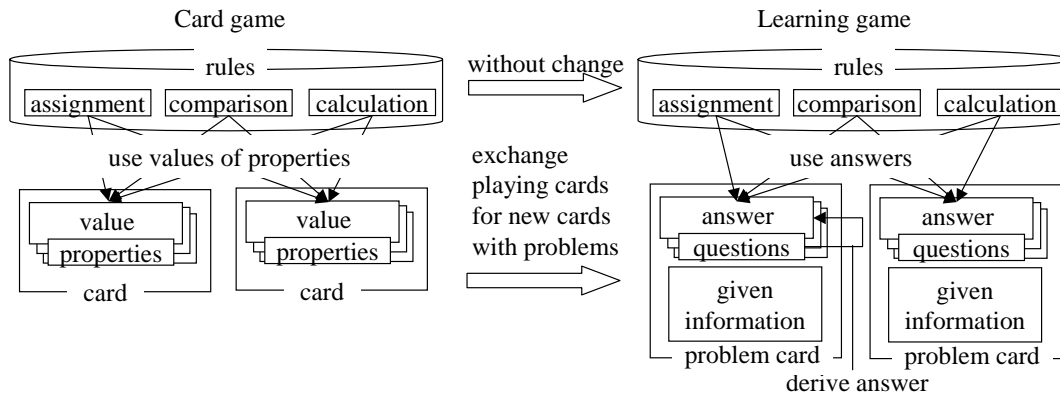 Card game
rules
assignment comparison calculation
use values of properties
value
properties
card
value
properties
card
without change
exchange
playing cards
for new cards
with problems
Learning game
rules
assignment comparison calculation
use answers
answer
questions
given
information
problem card
answer
questions
given
information
problem card
derive answer